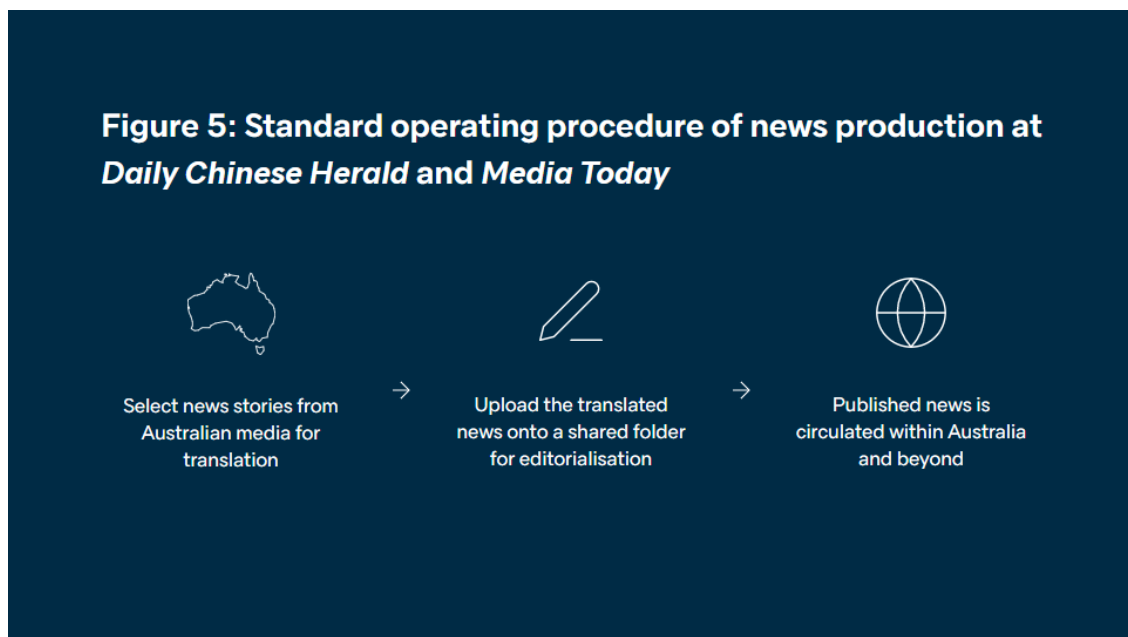 Figure 5: Standard operating procedure of news production at
Daily Chinese Herald and Media Today
Select news stories from
Australian media for
translation
Upload the translated
news onto a shared folder
for editorialisation
Published news is
circulated within Australia
and beyond